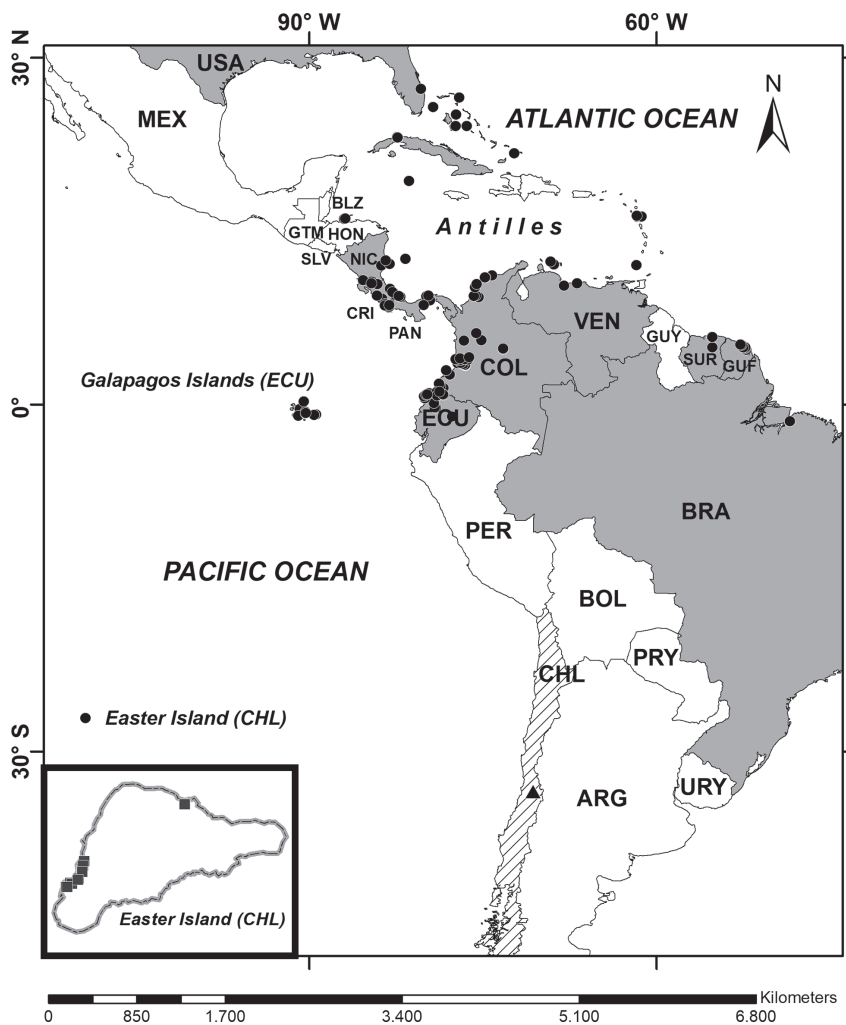 90° W 60° W
30° N
USA
N
MEX
ATLANTIC OCEAN
BLZ
GTM HON
Antilles
SLV NIC
CRI
PAN
VEN
GUY
SUR GUF
COL
Galapagos Islands (ECU)
0°
ECU
BRA
PER
PACIFIC OCEAN
BOL
PRY
CHL
Easter Island (CHL)
30° S
URY
ARG
Easter Island (CHL)
Kilometers
0 850 1.700 3.400 5.100 6.800